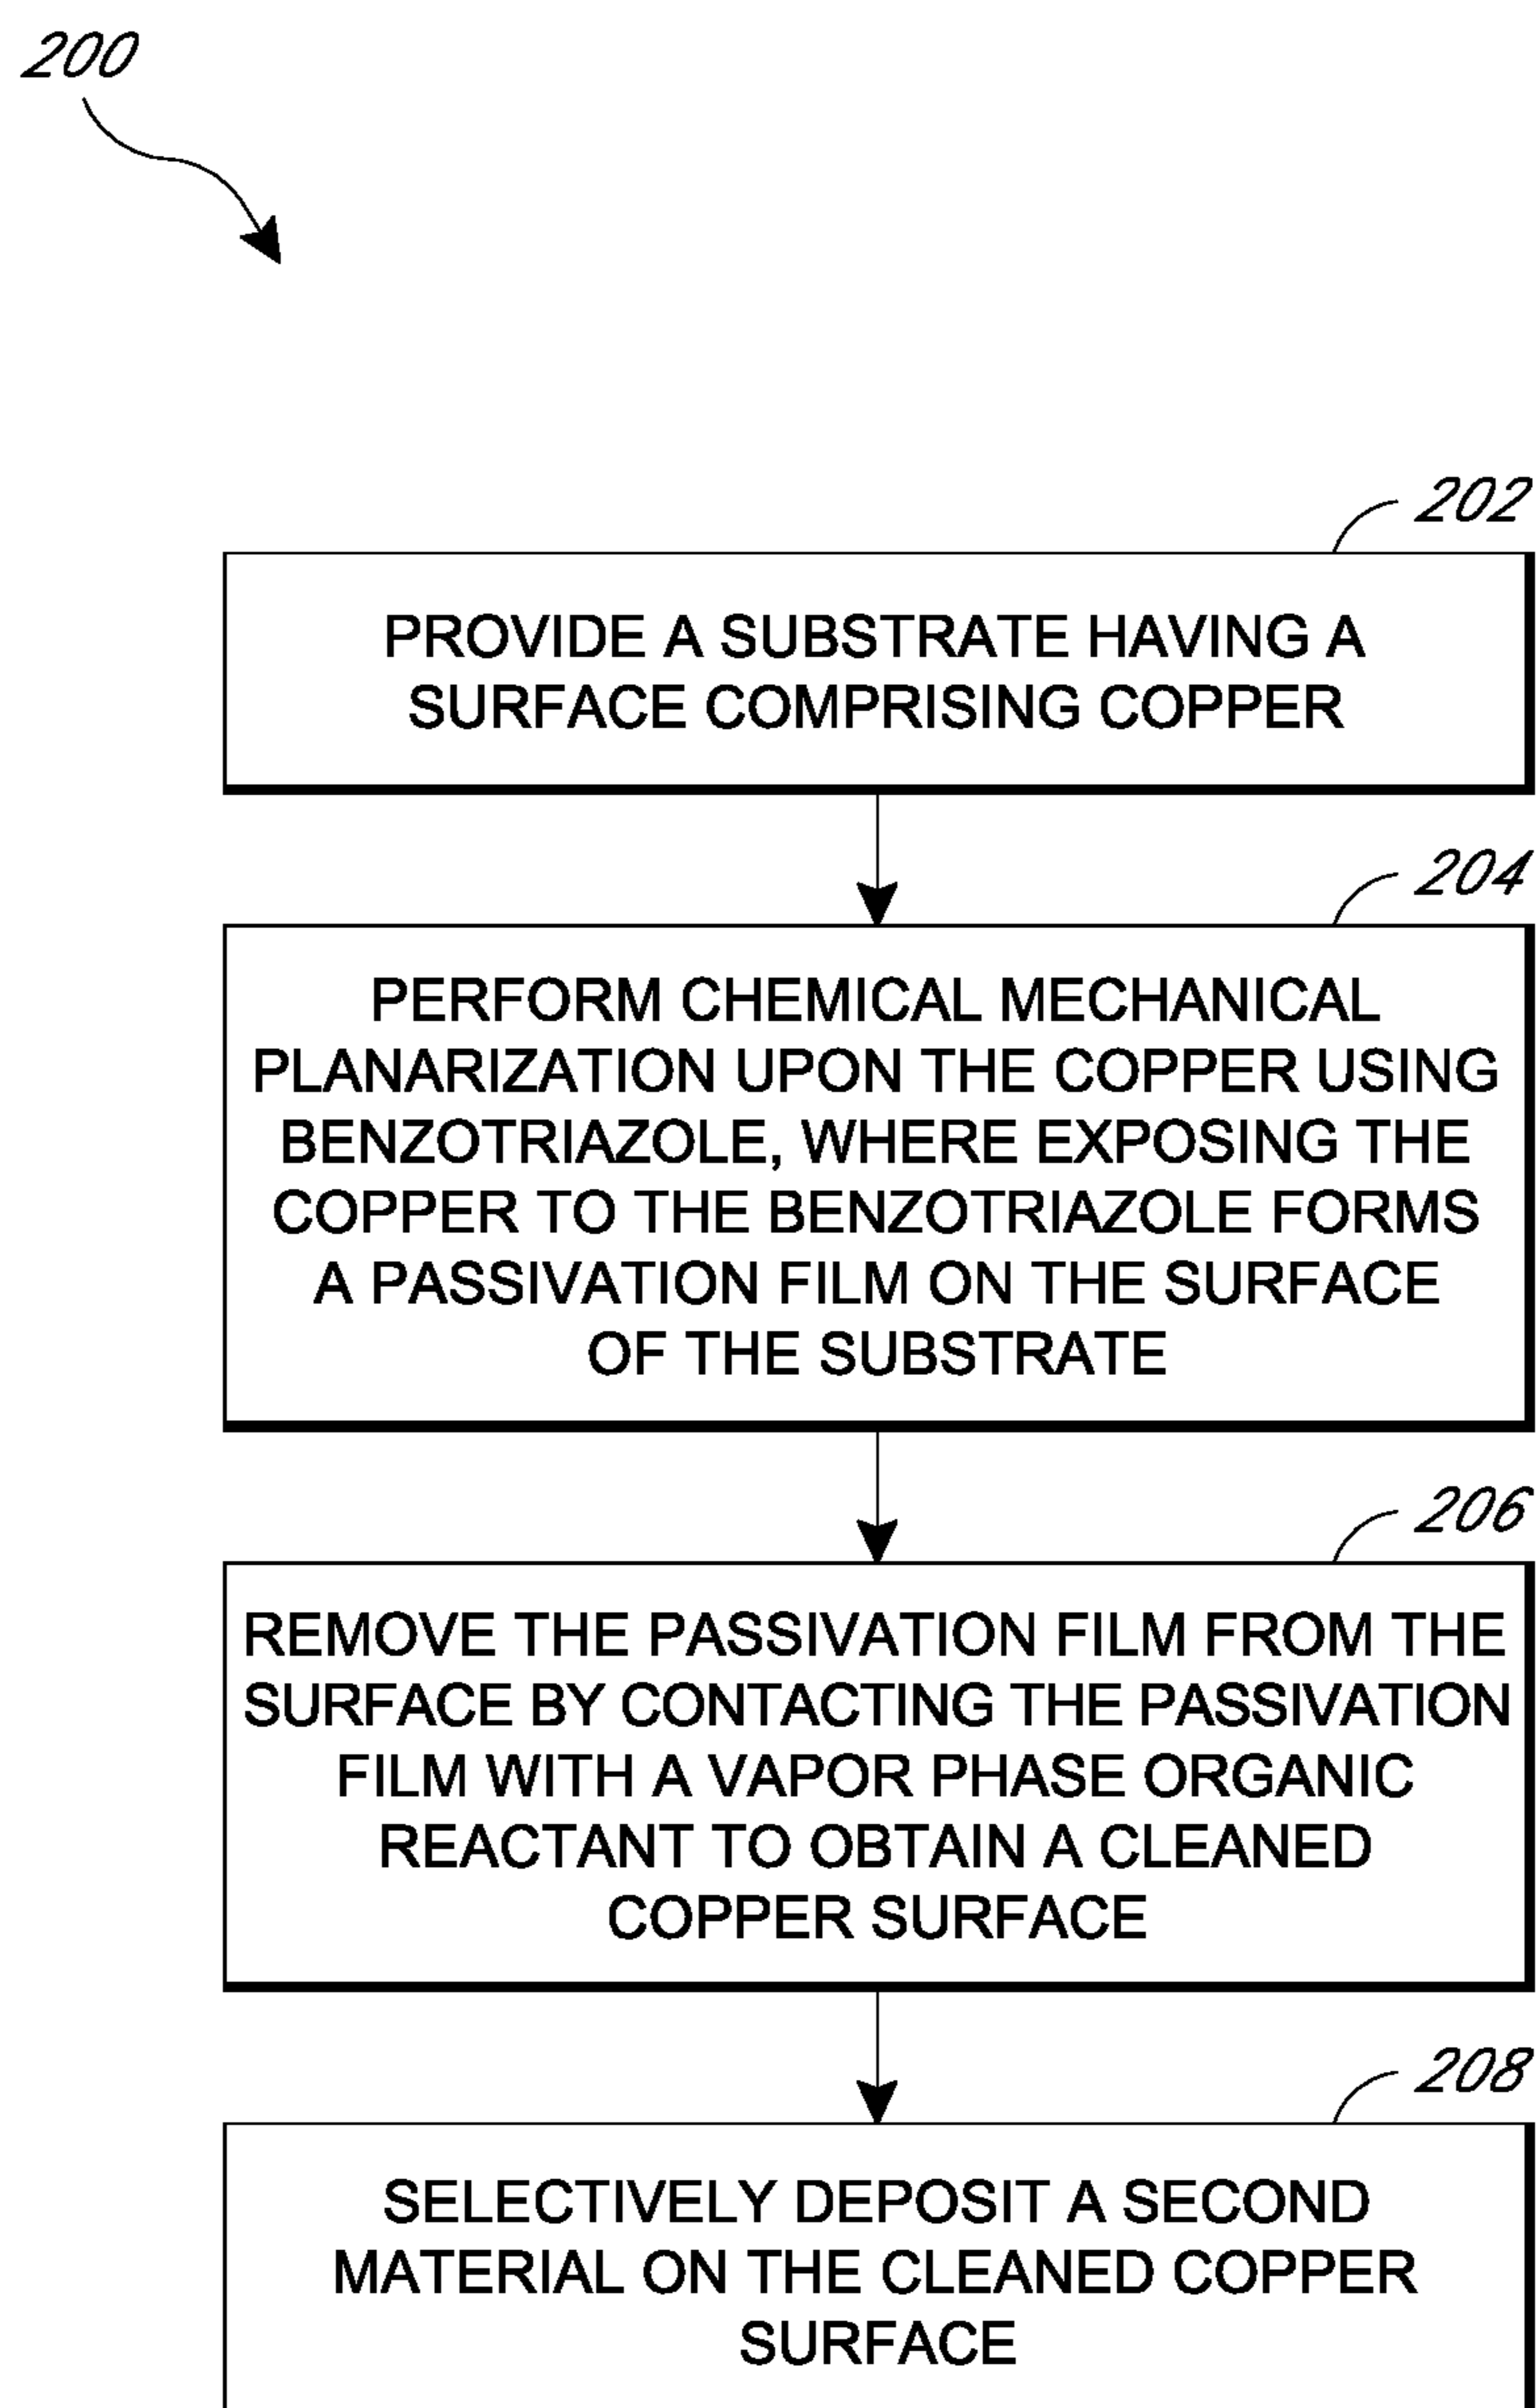 200
202
PROVIDE A SUBSTRATE HAVING A
SURFACE COMPRISING COPPER
204
PERFORM CHEMICAL MECHANICAL
PLANARIZATION UPON THE COPPER USING
BENZOTRIAZOLE, WHERE EXPOSING THE
COPPER TO THE BENZOTRIAZOLE FORMS
A PASSIVATION FILM ON THE SURFACE
OF THE SUBSTRATE
206
REMOVE THE PASSIVATION FILM FROM THE
SURFACE BY CONTACTING THE PASSIVATION
FILM WITH A VAPOR PHASE ORGANIC
REACTANT TO OBTAIN A CLEANED
COPPER SURFACE
208
SELECTIVELY DEPOSIT A SECOND
MATERIAL ON THE CLEANED COPPER
SURFACE